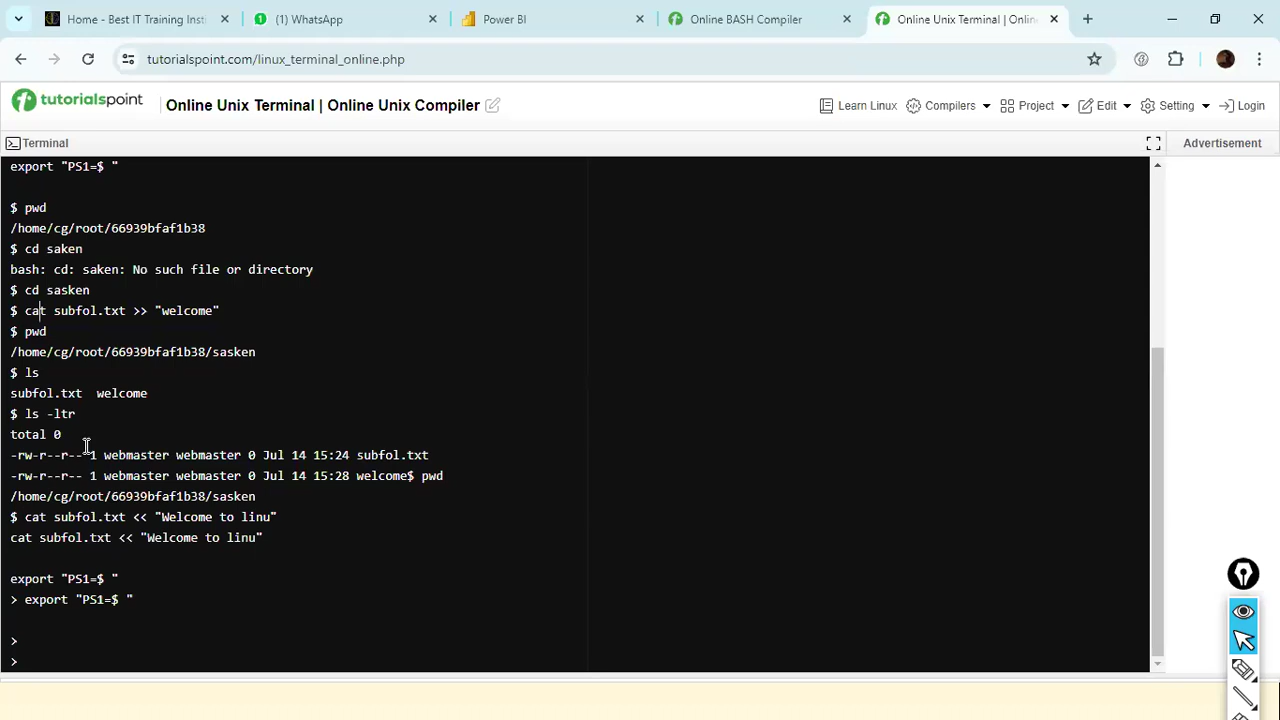 Home - Best IT Training Insti
(1) WhatsApp
Power BI
Online BASH Compiler
Online Unix Terminal | Onlin
tutorialspoint.com/linux_terminal_online.php
tutorialspoint
Online Unix Terminal | Online Unix Compiler
Learn Linux
Compilers
Project
Edit
Setting
Login
Terminal
Advertisement
export "PS1=$ "
$ pwd
/home/cg/root/66939bfaf1b38
$ cd saken
bash: cd: saken: No such file or directory
$ cd sasken
$ cat subfol.txt >> "welcome"
$ pwd
/home/cg/root/66939bfaf1b38/sasken
$ ls
subfol.txt  welcome
$ ls -ltr
total 0
-rw-r--r-- 1 webmaster webmaster 0 Jul 14 15:24 subfol.txt
-rw-r--r-- 1 webmaster webmaster 0 Jul 14 15:28 welcome$ pwd
/home/cg/root/66939bfaf1b38/sasken
$ cat subfol.txt << "Welcome to linu"
cat subfol.txt << "Welcome to linu"
export "PS1=$ "
> export "PS1=$ "
>
>